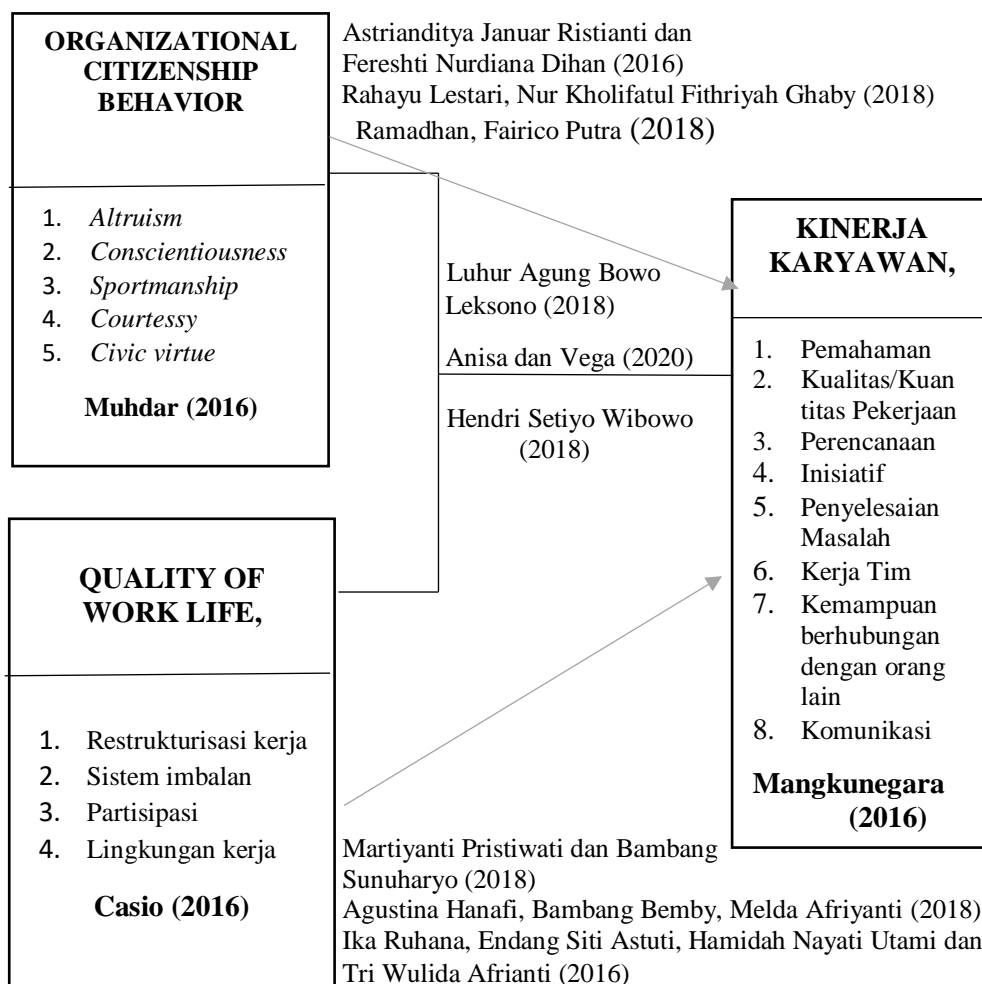 ORGANIZATIONAL
CITIZENSHIP
BEHAVIOR
1. Altruism
2. Conscientiousness
3. Sportmanship
4. Courtessy
5. Civic virtue
Muhdar (2016)
Astrianditya Januar Ristianti dan
Fereshti Nurdiana Dihan (2016)
Rahayu Lestari, Nur Kholifatul Fithriyah Ghaby (2018)
Ramadhan, Fairico Putra (2018)
Luhur Agung Bowo
Leksono (2018)
Anisa dan Vega (2020)
Hendri Setiyo Wibowo
(2018)
KINERJA
KARYAWAN,
1. Pemahaman
2. Kualitas/Kuan
titas Pekerjaan
3. Perencanaan
4. Inisiatif
5. Penyelesaian
Masalah
6. Kerja Tim
7. Kemampuan
berhubungan
dengan orang
lain
8. Komunikasi
Mangkunegara
(2016)
QUALITY OF
WORK LIFE,
1. Restrukturisasi kerja
2. Sistem imbalan
3. Partisipasi
4. Lingkungan kerja
Casio (2016)
Martiyanti Pristiwati dan Bambang
Sunuharyo (2018)
Agustina Hanafi, Bambang Bemby, Melda Afriyanti (2018)
Ika Ruhana, Endang Siti Astuti, Hamidah Nayati Utami dan
Tri Wulida Afrianti (2016)